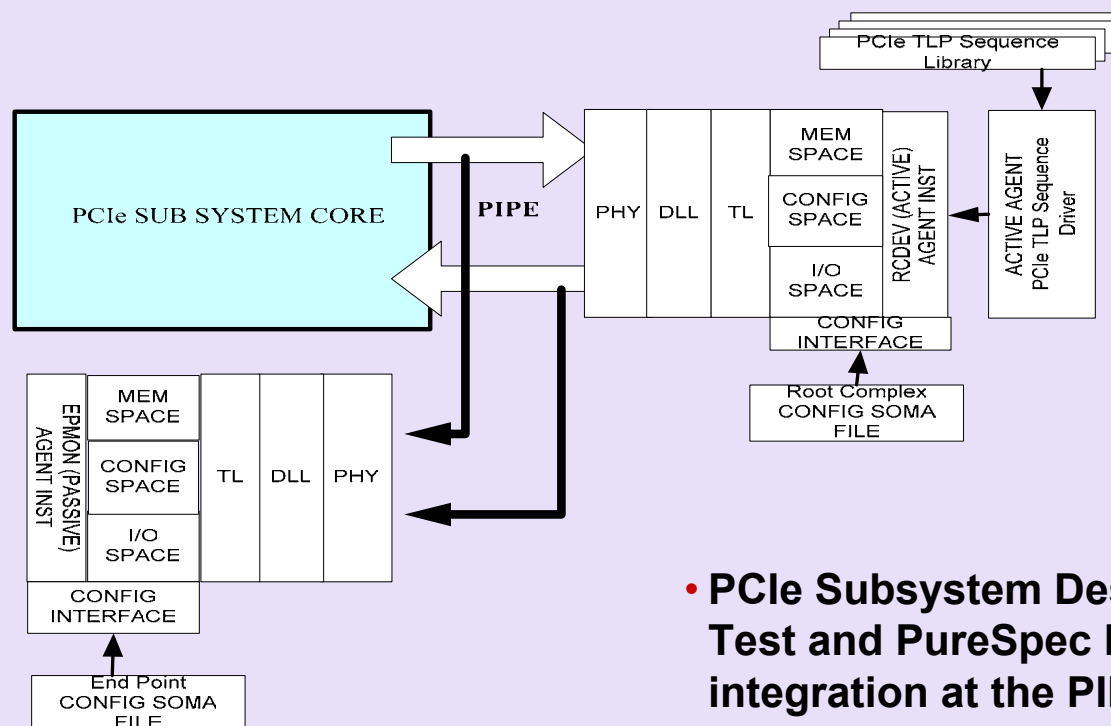 PCIe TLP Sequence
Library
PCIe SUB SYSTEM CORE
PIPE
PHY
DLL
TL
MEM
SPACE
CONFIG
SPACE
I/O
SPACE
RCDEV (ACTIVE)
AGENT INST
ACTIVE AGENT
PCIe TLP Sequence
Driver
CONFIG
INTERFACE
Root Complex
CONFIG SOMA
FILE
EPMON (PASSIVE)
AGENT INST
MEM
SPACE
CONFIG
SPACE
I/O
SPACE
TL
DLL
PHY
CONFIG
INTERFACE
End Point
CONFIG SOMA
FILE
• PCIe Subsystem
Test and PureSpec
integration at the